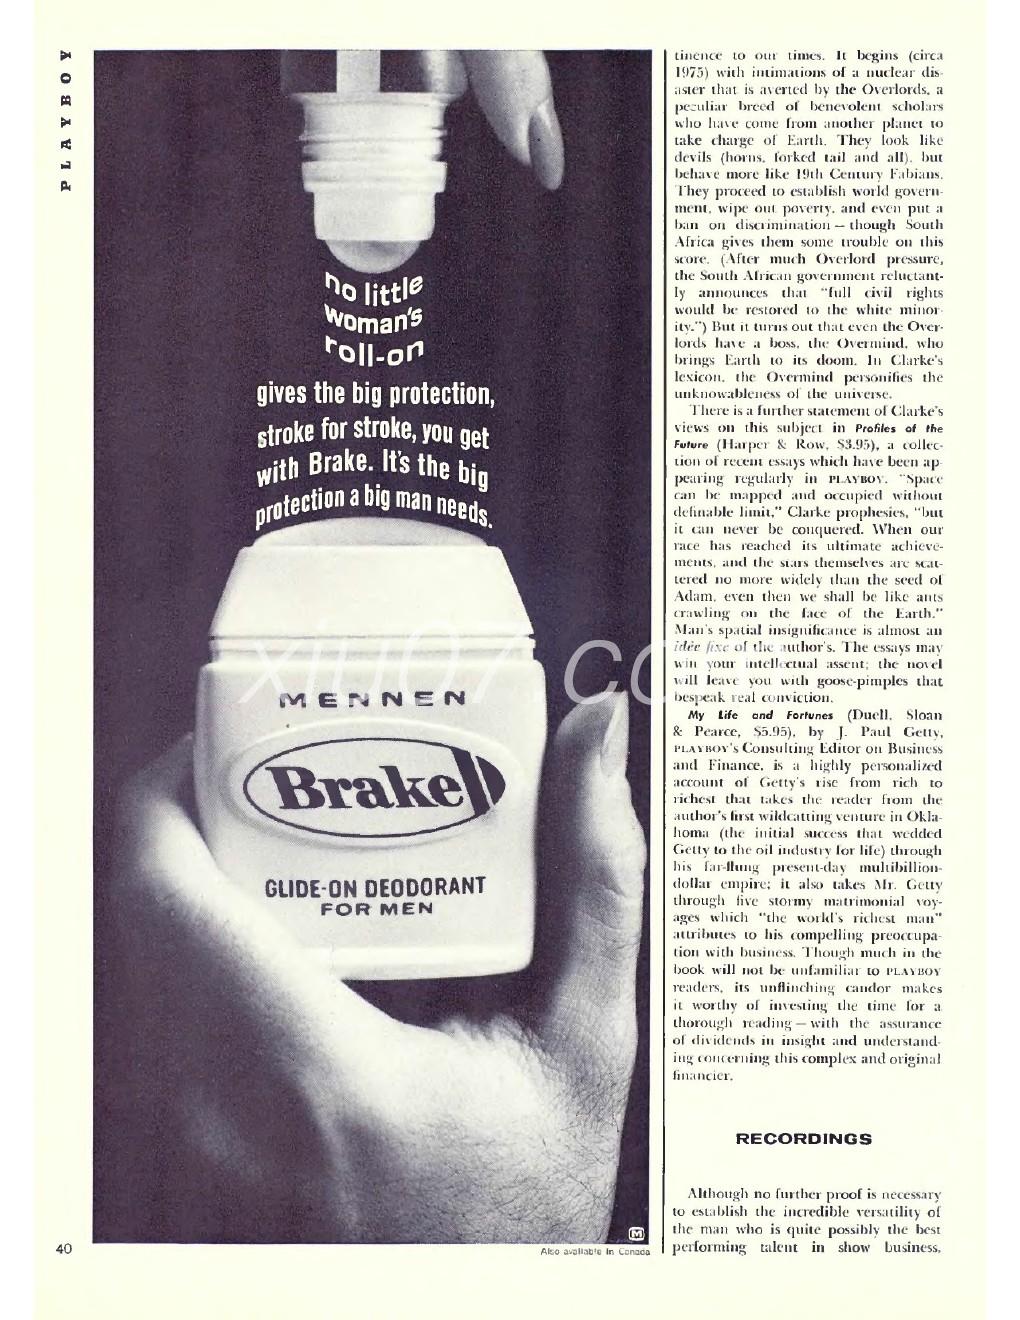 PLAYBOY
no little
woman's
roll-on
gives the big protection,
stroke for stroke, you get
with Brake. It's the big
protection a big man needs.
MENNEN
Brake
GLIDE-ON DEODORANT
FOR MEN
M
Also available in Canada
40
tinence to our times. It begins (circa
1975) with intimations of a nuclear dis-
aster that is averted by the Overlords, a
peculiar breed of benevolent scholars
who have come from another planet to
take charge of Earth. They look like
devils (horns, forked tail and all), but
behave more like 19th Century Fabians.
They proceed to establish world govern-
ment, wipe out poverty, and even put a
ban on discrimination — though South
Africa gives them some trouble on this
score. (After much Overlord pressure,
the South African government reluctant-
ly announces that "full civil rights
would be restored to the white minor-
ity.") But it turns out that even the Over-
lords have a boss, the Overmind, who
brings Earth to its doom. In Clarke's
lexicon, the Overmind personifies the
unknowableness of the universe.
There is a further statement of Clarke's
views on this subject in Profiles of the
Future (Harper & Row, $3.95), a collec-
tion of recent essays which have been ap-
pearing regularly in PLAYBOY. "Space
can be mapped and occupied without
definable limit," Clarke prophesies, "but
it can never be conquered. When our
race has reached its ultimate achieve-
ments, and the stars themselves are scat-
tered no more widely than the seed of
Adam, even then we shall be like ants
crawling on the face of the Earth."
Man's spatial insignificance is almost an
idée fixe of the author's. The essays may
win your intellectual assent; the novel
will leave you with goose-pimples that
bespeak real conviction.
My Life and Fortunes (Duell, Sloan
& Pearce, $5.95), by J. Paul Getty,
PLAYBOY's Consulting Editor on Business
and Finance, is a highly personalized
account of Getty's rise from rich to
richest that takes the reader from the
author's first wildcatting venture in Okla-
homa (the initial success that wedded
Getty to the oil industry for life) through
his far-flung present-day multibillion-
dollar empire; it also takes Mr. Getty
through five stormy matrimonial voy-
ages which "the world's richest man"
attributes to his compelling preoccupa-
tion with business. Though much in the
book will not be unfamiliar to PLAYBOY
readers, its unflinching candor makes
it worthy of investing the time for a
thorough reading — with the assurance
of dividends in insight and understand-
ing concerning this complex and original
financier.
RECORDINGS
Although no further proof is necessary
to establish the incredible versatility of
the man who is quite possibly the best
performing talent in show business,